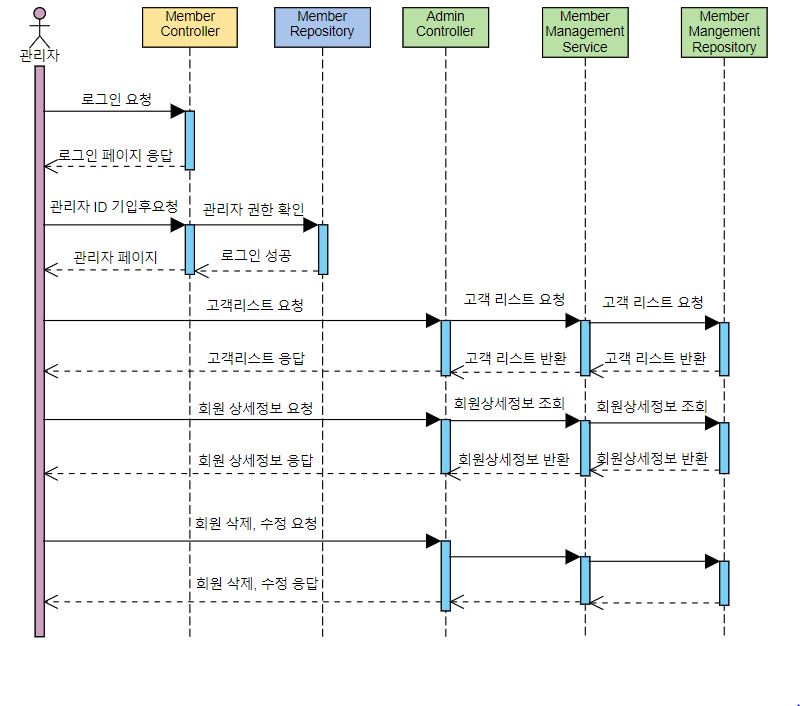 관리자
Member
Controller
Member
Repository
Admin
Controller
Member
Management
Service
Member
Mangement
Repository
로그인 요청
로그인 페이지 응답
관리자 ID 기입후요청
관리자 권한 확인
관리자 페이지
로그인 성공
고객리스트 요청
고객 리스트 요청
고객 리스트 요청
고객리스트 응답
고객 리스트 반환
고객 리스트 반환
회원 상세정보 요청
회원상세정보 조회
회원상세정보 조회
회원 상세정보 응답
회원상세정보 반환
회원상세정보 반환
회원 삭제, 수정 요청
회원 삭제, 수정 응답